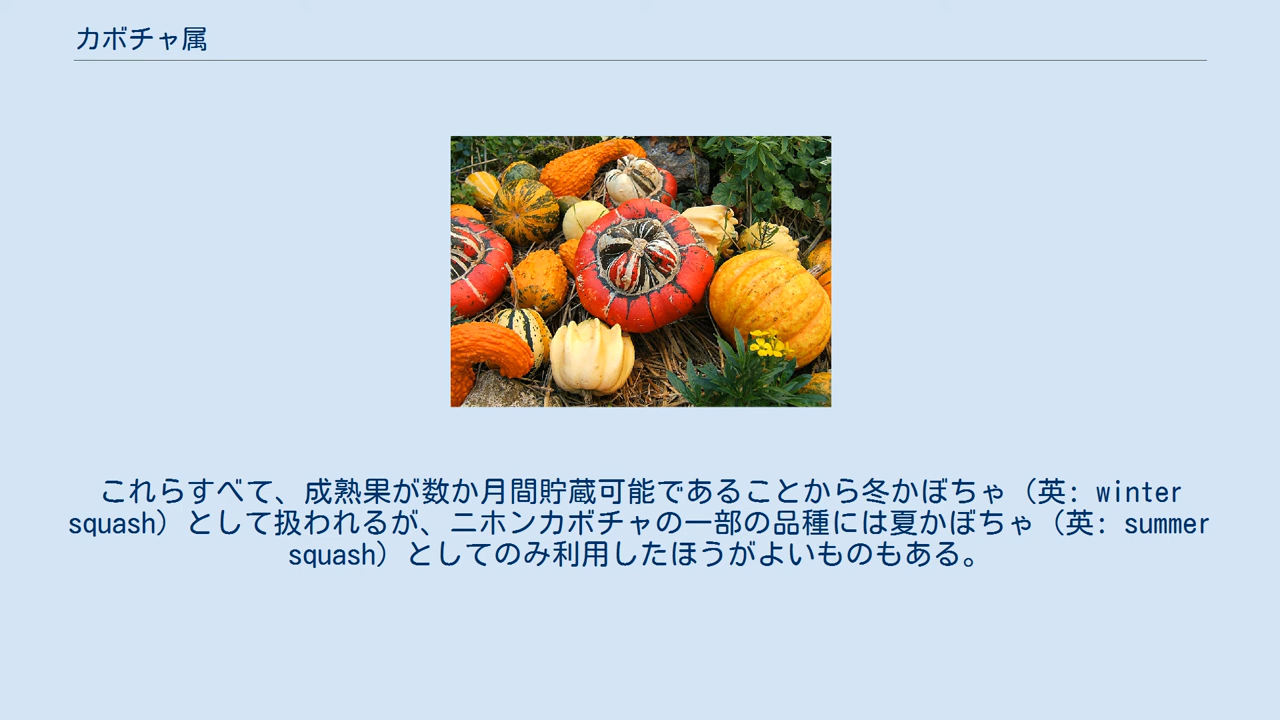 カボチャ属
これらすべて、成熟果が数か月間貯蔵可能であることから冬かぼちゃ（英: winter
squash）として扱われるが、ニホンカボチャの一部の品種には夏かぼちゃ（英: summer
squash）としてのみ利用したほうがよいものもある。